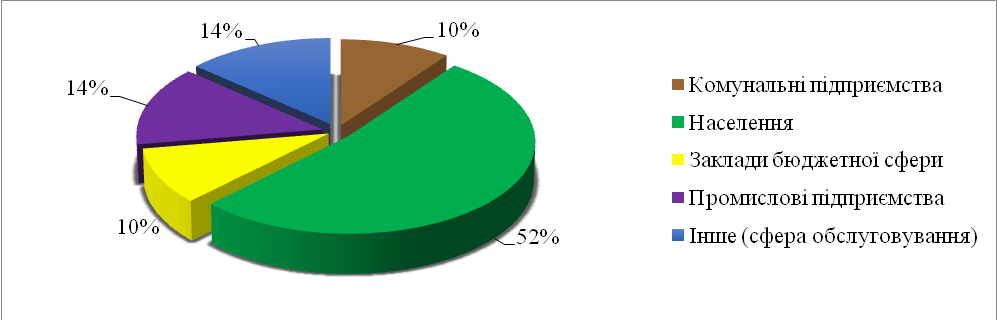 14%
10%
14%
10%
52%
Комунальні підприємства
Населення
Заклади бюджетної сфери
Промислові підприємства
Інше (сфера обслуговування)